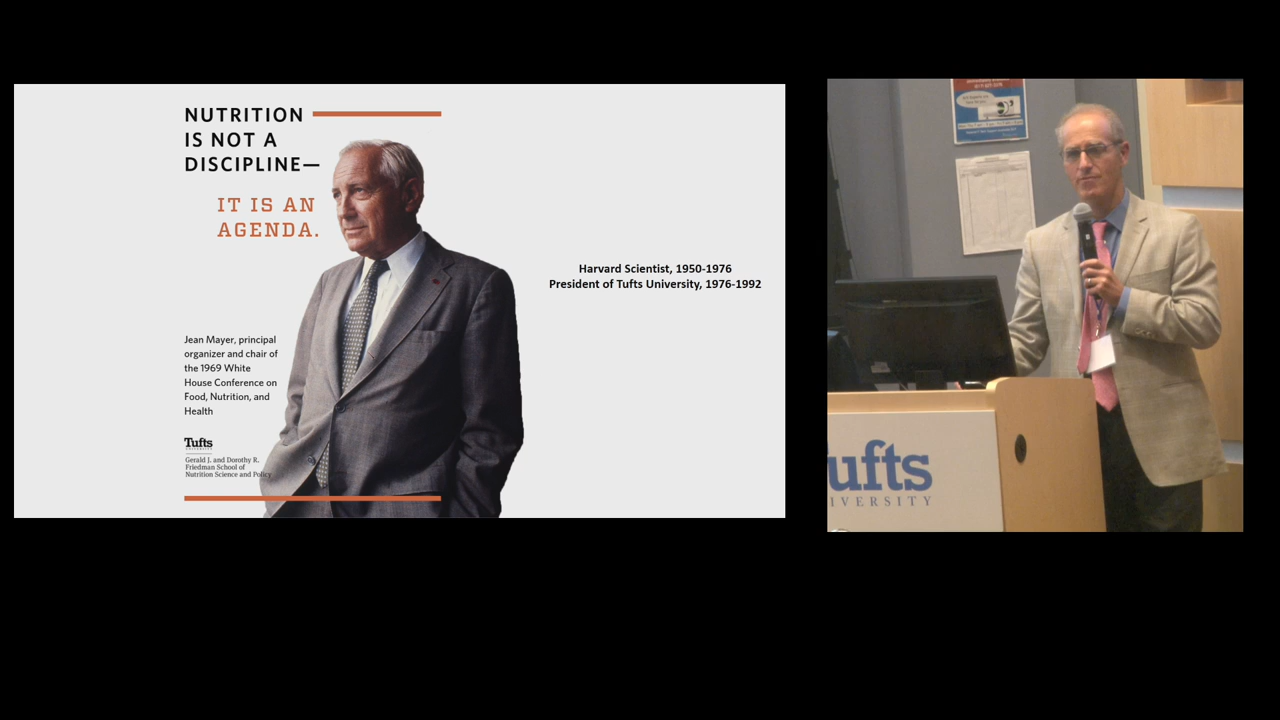 NUTRITION
IS NOT A
DISCIPLINE—
IT IS AN
AGENDA.
Harvard Scientist, 1950-1976
President of Tufts University, 1976-1992
Jean Mayer, principal
organizer and chair of
the 1969 White
House Conference on
Food, Nutrition, and
Health
Tufts
UNIVERSITY
Gerald J. and Dorothy R.
Friedman School of
Nutrition Science and Policy
ufts
IVERSITY